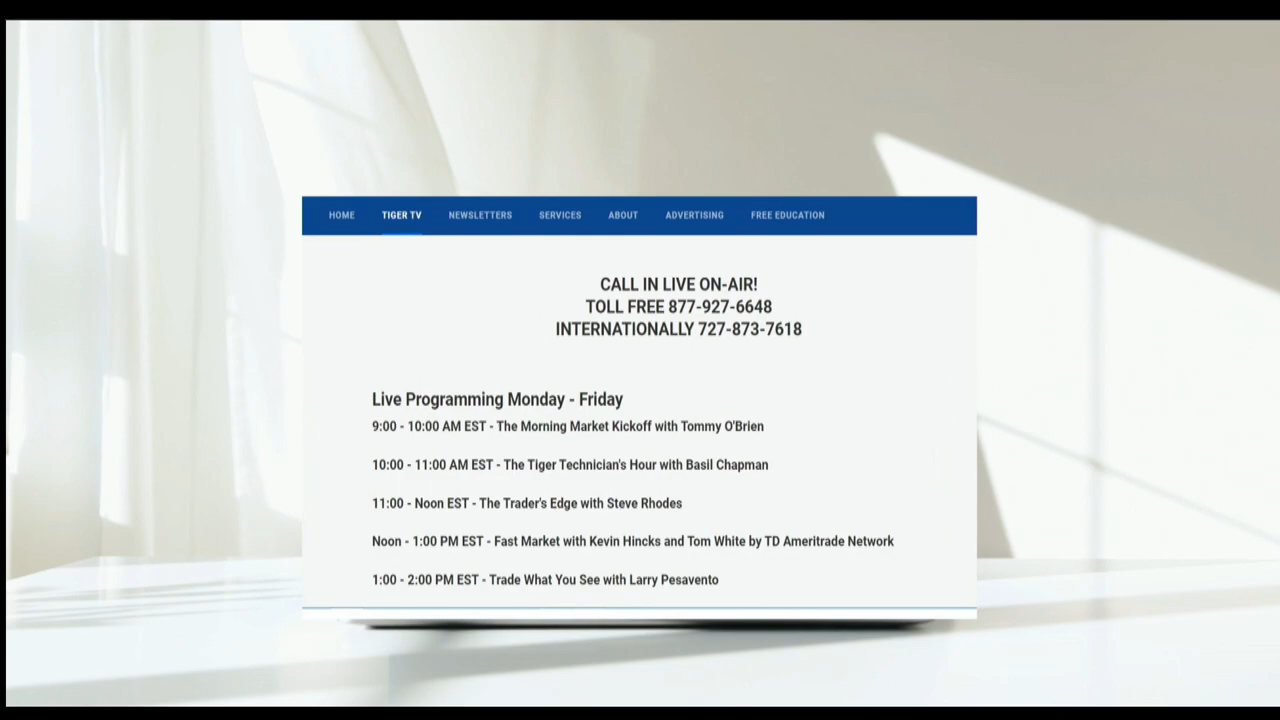 HOME TIGER TV NEWSLETTERS SERVICES ABOUT ADVERTISING FREE EDUCATION
CALL IN LIVE ON-AIR!
TOLL FREE 877-927-6648
INTERNATIONALLY 727-873-7618
Live Programming Monday - Friday
9:00 - 10:00 AM EST - The Morning Market Kickoff with Tommy O'Brien
10:00 - 11:00 AM EST - The Tiger Technician's Hour with Basil Chapman
11:00 - Noon EST - The Trader's Edge with Steve Rhodes
Noon - 1:00 PM EST - Fast Market with Kevin Hincks and Tom White by TD Ameritrade Network
1:00 - 2:00 PM EST - Trade What You See with Larry Pesavento